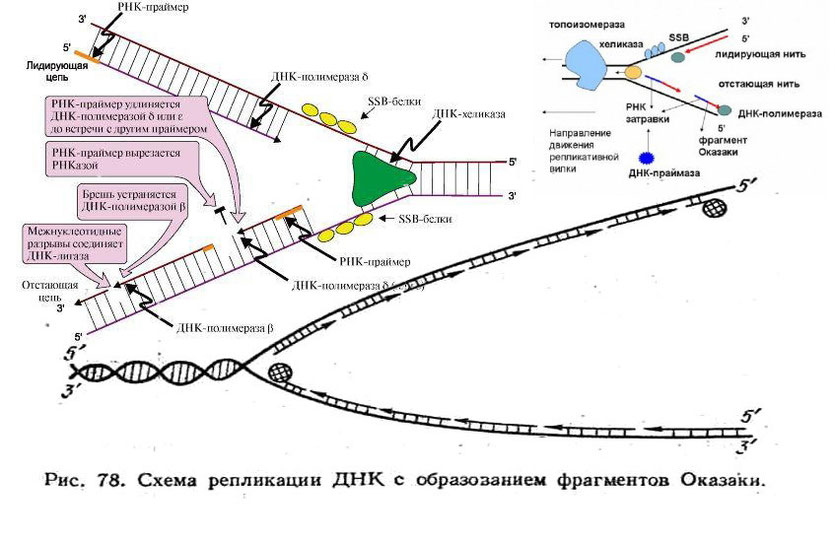 3'
РНК-праймер
5'
Лидирующая
цепь
ДНК-полимераза δ
SSB-белки
ДНК-хеликаза
РНК-праймер удлиняется
ДНК-полимеразой δ или ε
до встречи с другим праймером
РНК-праймер вырезается
РНКазой
Брешь устраняется
ДНК-полимеразой β
Межнуклеотидные
разрывы соединяет
ДНК-лигаза
5'
3'
SSB-белки
РНК-праймер
ДНК-полимераза δ
Отстающая
цепь
3'
5'
ДНК-полимераза β
топоизомераза
хеликаза
SSB
3'
5'
лидирующая нить
отстающая нить
РНК
затравки
ДНК-полимераза
5'
фрагмент
Оказаки
Направление
движения
репликативной
вилки
ДНК-праймаза
5'
5'
3'
5'
3'
Рис. 78. Схема репликации ДНК с образованием фрагментов Оказаки.